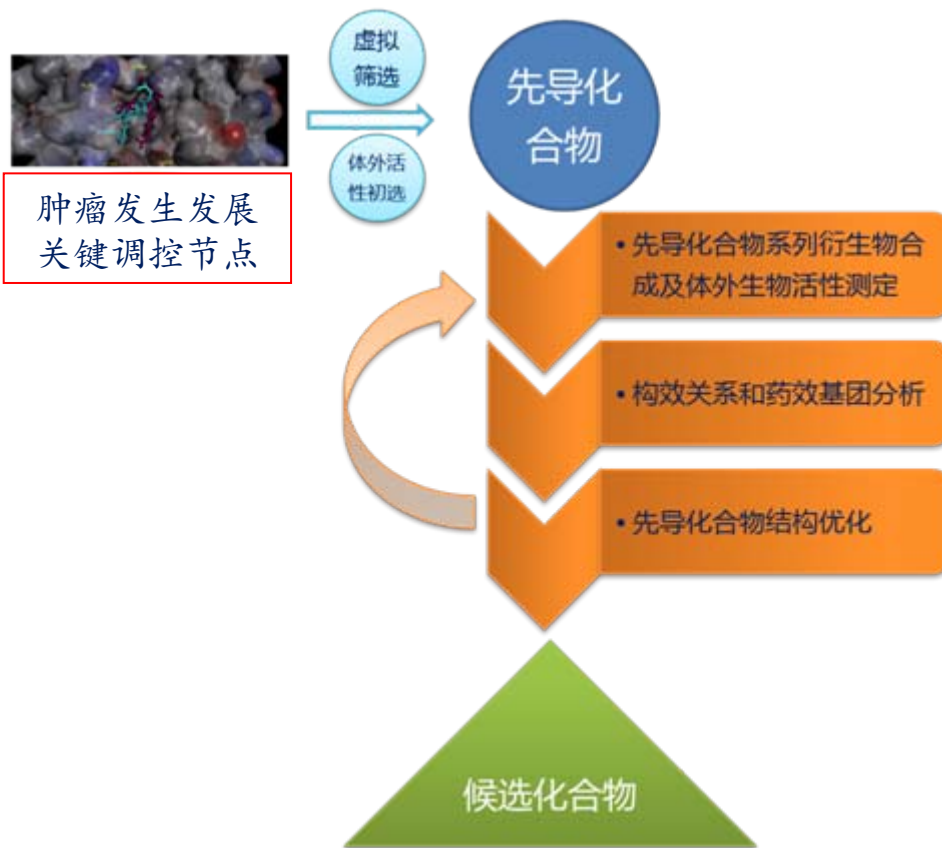 虚拟
筛选
体外活
性初选
先导化
合物
肿瘤发生发展
关键调控节点
• 先导化合物系列衍生物合
成及体外生物活性测定
• 构效关系和药效基团分析
• 先导化合物结构优化
候选化合物